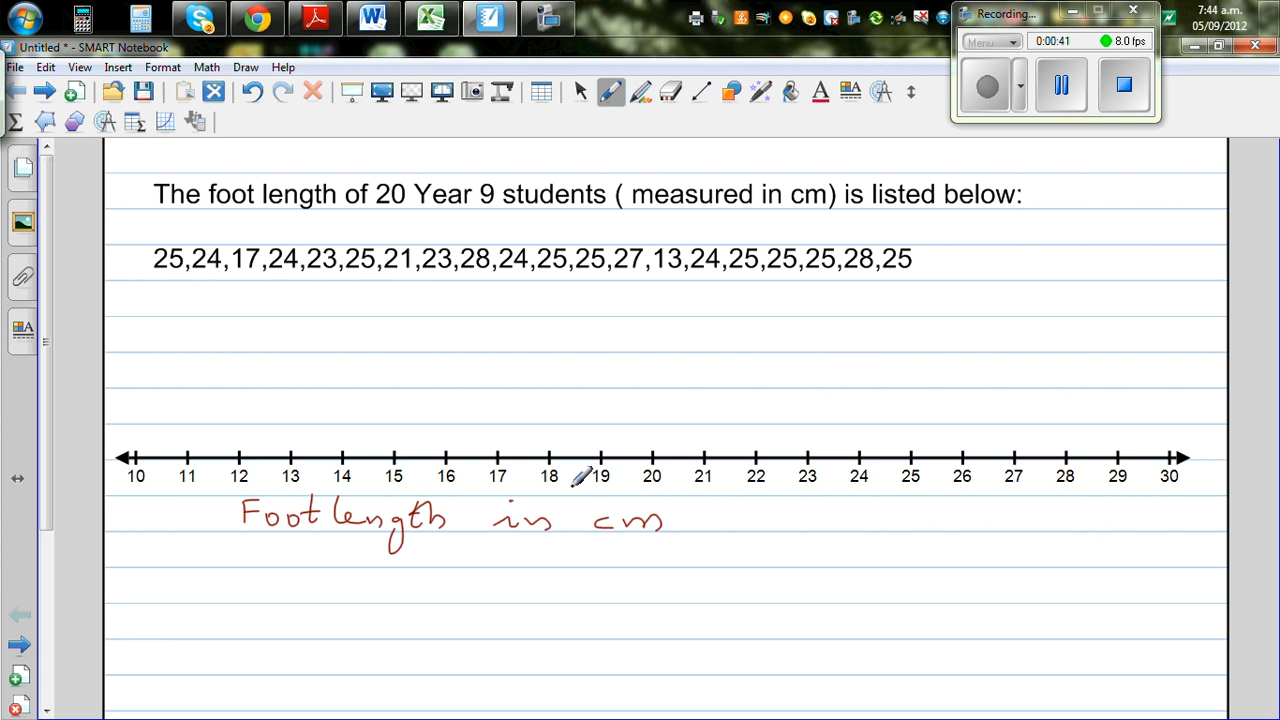 7:44 a.m.
05/09/2012
Recording...
Menu
0:00:41
8.0 fps
Untitled * - SMART Notebook
File Edit View Insert Format Math Draw Help
The foot length of 20 Year 9 students ( measured in cm) is listed below:
25,24,17,24,23,25,21,23,28,24,25,25,27,13,24,25,25,25,28,25
10 11 12 13 14 15 16 17 18 19 20 21 22 23 24 25 26 27 28 29 30
Foot length in cm